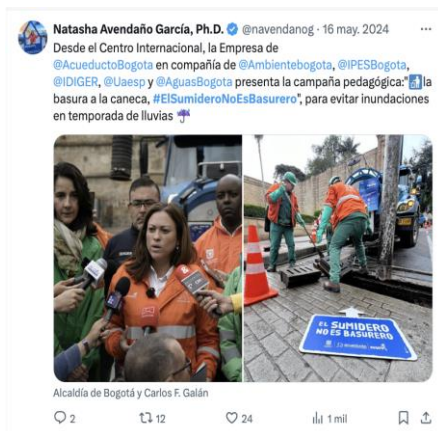 Natasha Avendaño García, Ph.D. @navendanog · 16 may. 2024
Desde el Centro Internacional, la Empresa de
@AcueductoBogota en compañía de @Ambientebogota, @IPESBogota,
@IDIGER, @Uaesp y @AguasBogota presenta la campaña pedagógica:"🚮la
basura a la caneca, #ElSumideroNoEsBasurero", para evitar inundaciones
en temporada de lluvias ☔
EL SUMIDERO
NO ES BASURERO
Alcaldía de Bogotá y Carlos F. Galán
2 12 24 1 mil